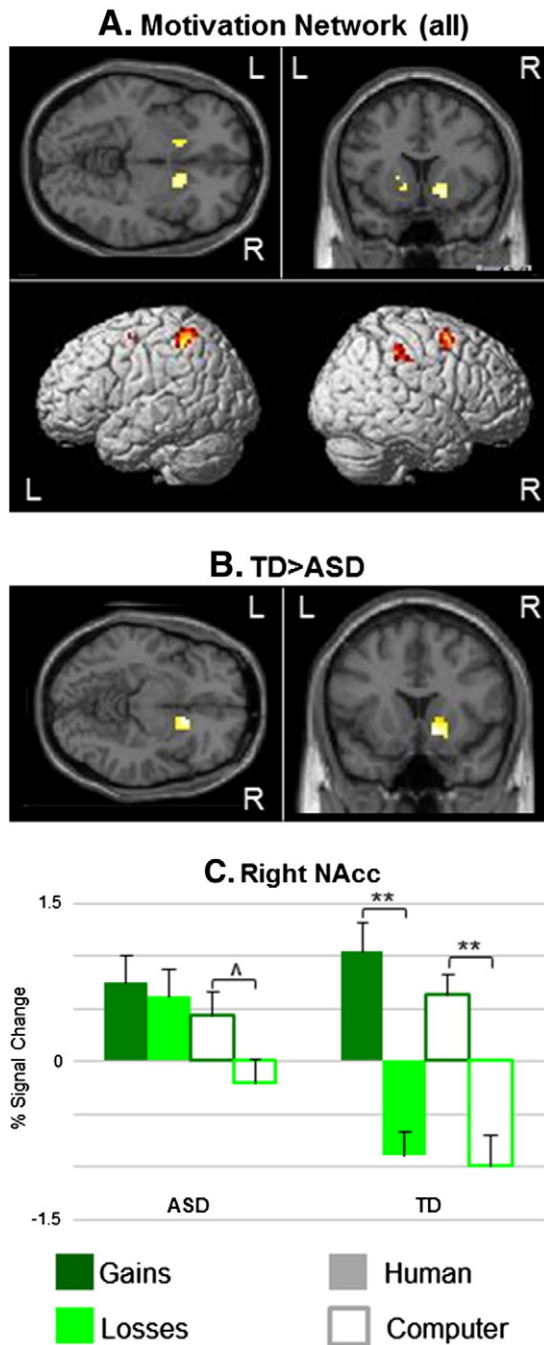 A. Motivation Network (all)
L
R
L
R
L
R
B. TD>ASD
L
R
L
R
C. Right NAcc
% Signal Change
1.5
0
-1.5
^
**
**
ASD
TD
Gains
Human
Losses
Computer